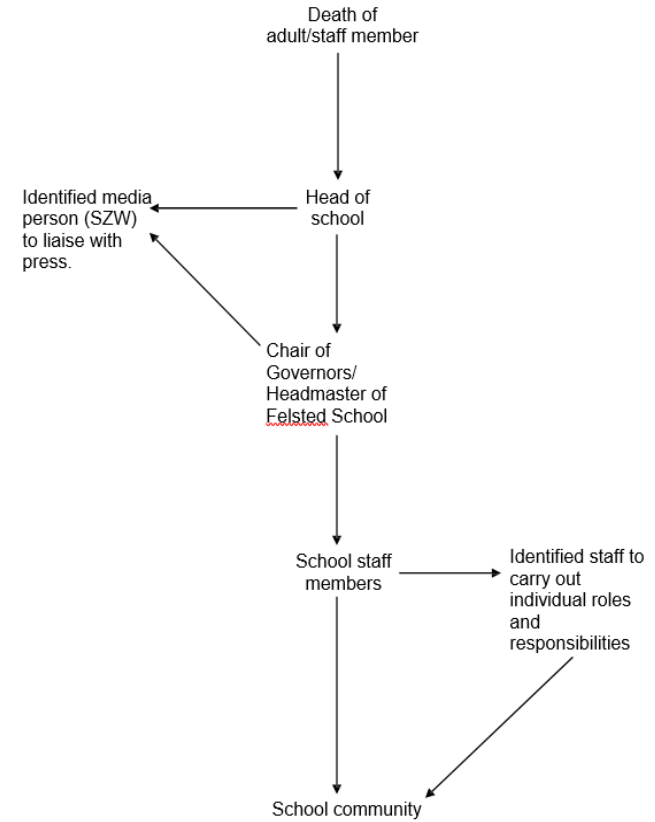 Death of
adult/staff member
Identified media
person (SZW)
to liaise with
press.
Head of
school
Chair of
Governors/
Headmaster of
Felsted School
School staff
members
Identified staff to
carry out
individual roles
and
responsibilities
School community